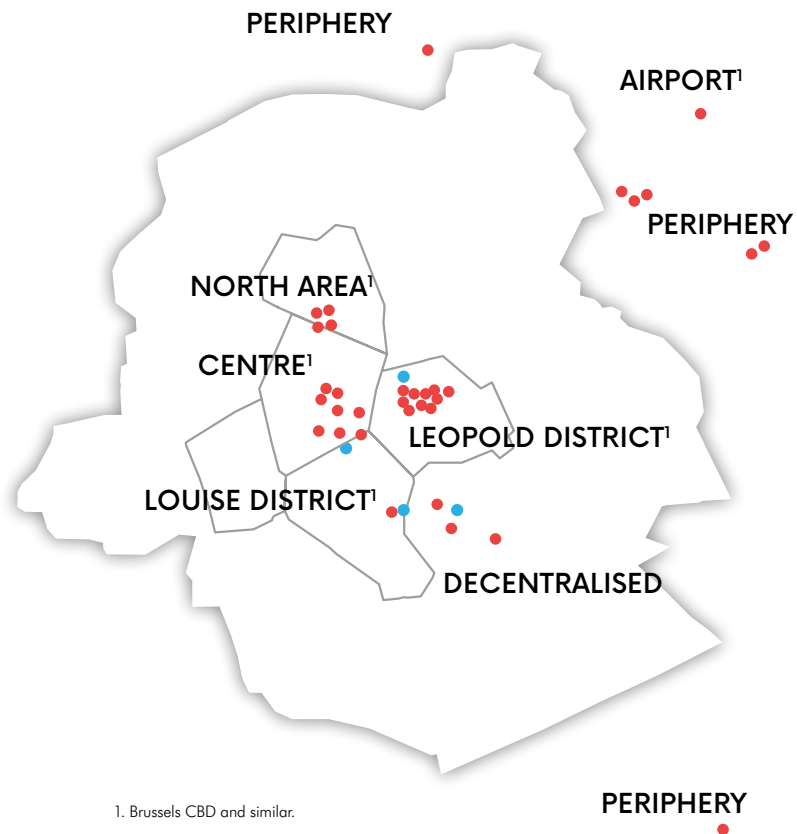 PERIPHERY
AIRPORT¹
PERIPHERY
NORTH AREA¹
CENTRE¹
LEOPOLD DISTRICT¹
LOUISE DISTRICT¹
DECENTRALISED
PERIPHERY
1. Brussels CBD and similar.